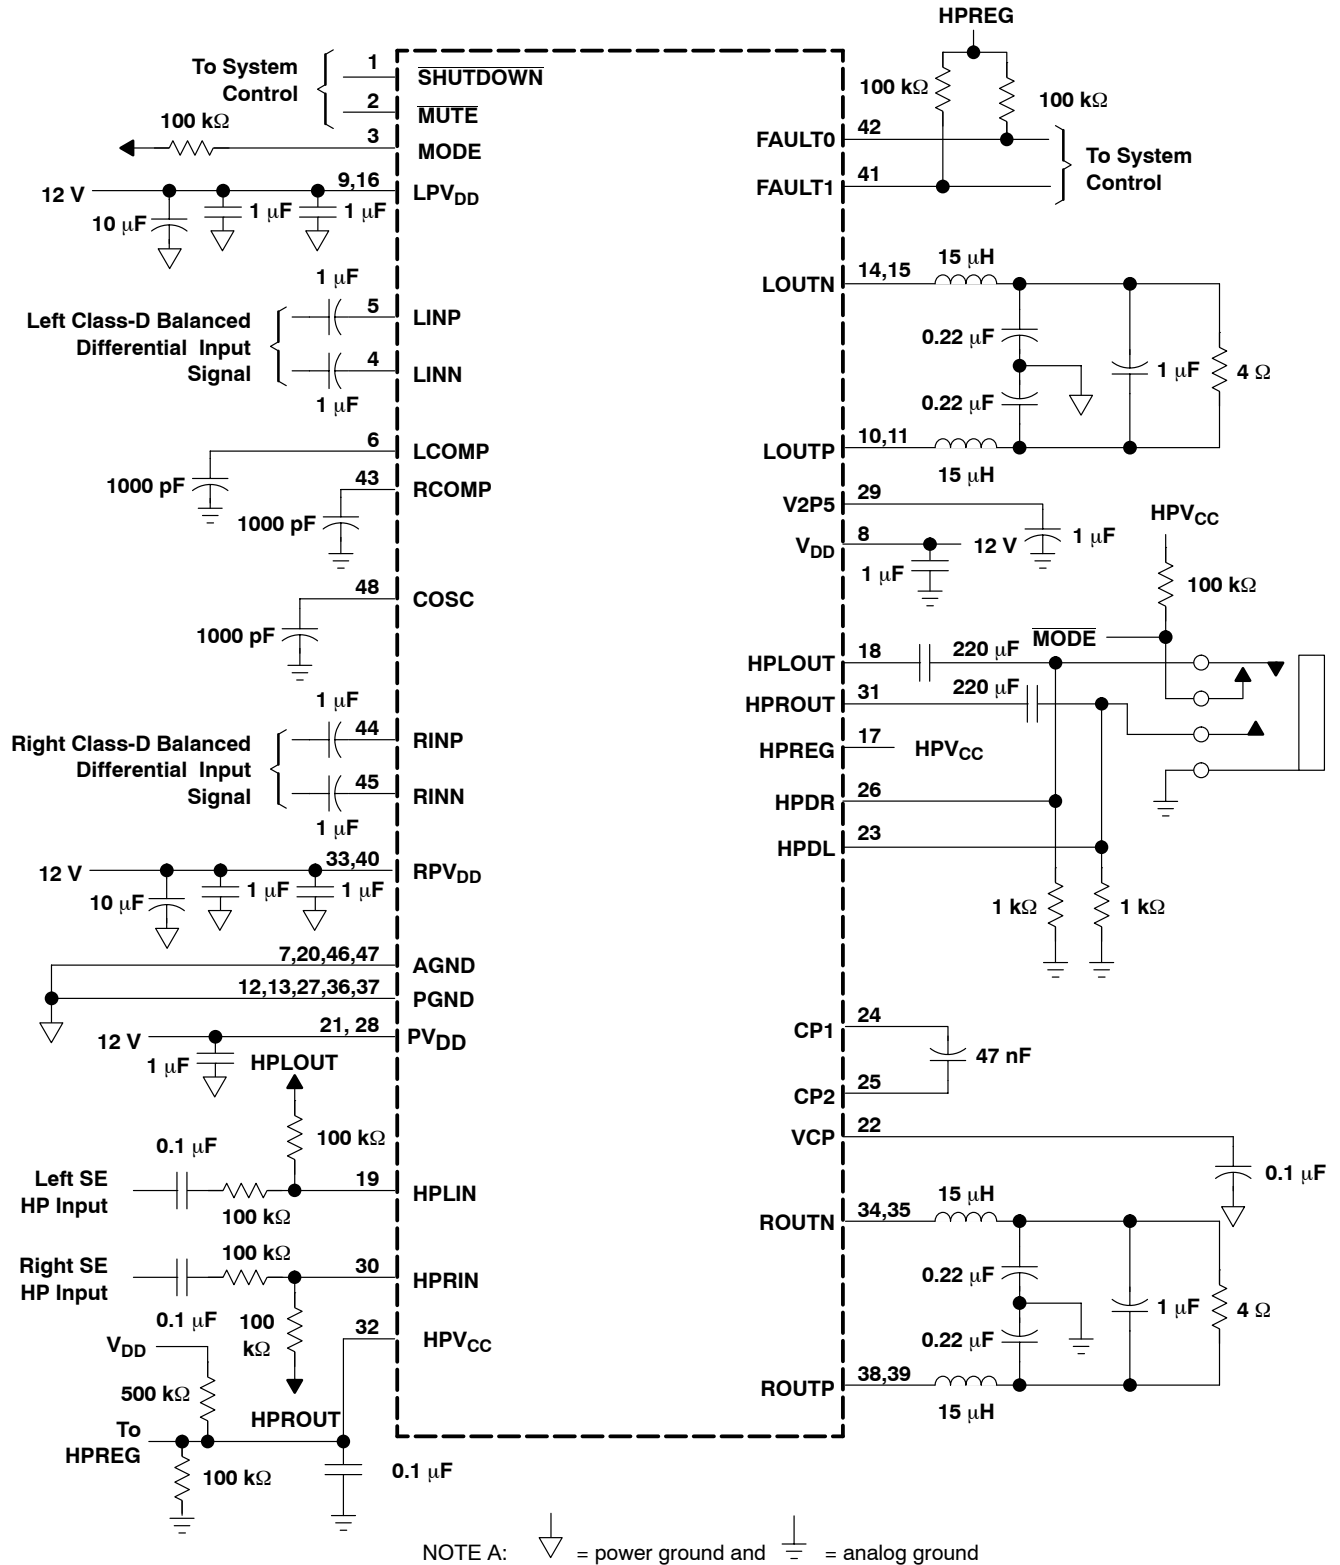 HPREG
1
SHUTDOWN
To System
Control
2
MUTE
100 kΩ
3
MODE
100 kΩ
100 kΩ
FAULT0
42
FAULT1
41
To System
Control
12 V
9,16
LPVDD
10 μF
1 μF
1 μF
1 μF
5
LINP
Left Class-D Balanced
Differential Input
Signal
4
LINN
1 μF
LOUTN
14,15
15 μH
0.22 μF
0.22 μF
1 μF
4 Ω
LOUTP
10,11
15 μH
6
LCOMP
1000 pF
43
RCOMP
1000 pF
V2P5
29
1 μF
VDD
8
12 V
1 μF
HPVCC
100 kΩ
MODE
48
COSC
1000 pF
HPLOUT
18
220 μF
HPROUT
31
220 μF
HPREG
17
HPVCC
HPDR
26
HPDL
23
1 kΩ
1 kΩ
1 μF
44
RINP
Right Class-D Balanced
Differential Input
Signal
45
RINN
1 μF
12 V
33,40
RPVDD
10 μF
1 μF
1 μF
7,20,46,47
AGND
12,13,27,36,37
PGND
12 V
21, 28
PVDD
1 μF
HPLOUT
100 kΩ
CP1
24
47 nF
CP2
25
VCP
22
0.1 μF
0.1 μF
Left SE
HP Input
100 kΩ
19
HPLIN
100 kΩ
Right SE
HP Input
30
HPRIN
0.1 μF
100
kΩ
ROUTN
34,35
15 μH
0.22 μF
0.22 μF
1 μF
4 Ω
ROUTP
38,39
15 μH
32
HPVCC
VDD
500 kΩ
HPROUT
To
HPREG
100 kΩ
0.1 μF
NOTE A: = power ground and = analog ground